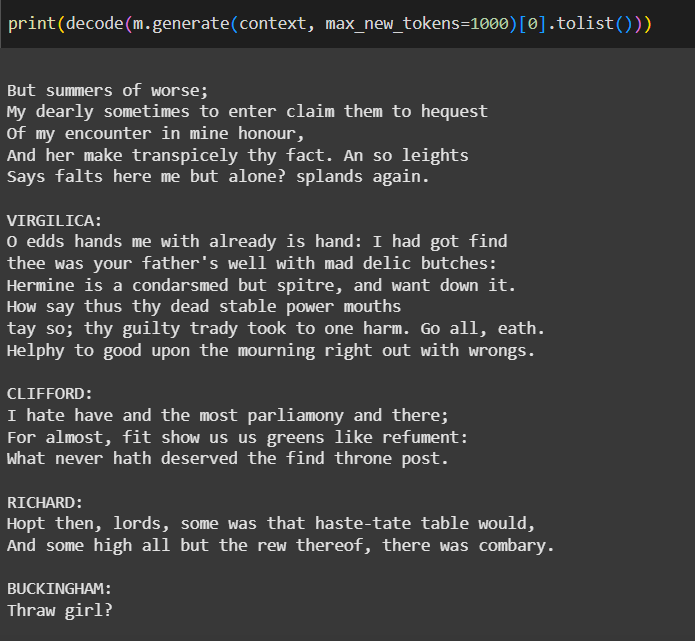 print(decode(m.generate(context, max_new_tokens=1000)[0].tolist()))
But summers of worse;
My dearly sometimes to enter claim them to hequest
Of my encounter in mine honour,
And her make transpicely thy fact. An so leights
Says falts here me but alone? splands again.
VIRGILICA:
O edds hands me with already is hand: I had got find
thee was your father's well with mad delic butches:
Hermine is a condarsmed but spitre, and want down it.
How say thus thy dead stable power mouths
tay so; thy guilty trady took to one harm. Go all, eath.
Helphy to good upon the mourning right out with wrongs.
CLIFFORD:
I hate have and the most parliamony and there;
For almost, fit show us us greens like refument:
What never hath deserved the find throne post.
RICHARD:
Hopt then, lords, some was that haste-tate table would,
And some high all but the rew thereof, there was combary.
BUCKINGHAM:
Thraw girl?